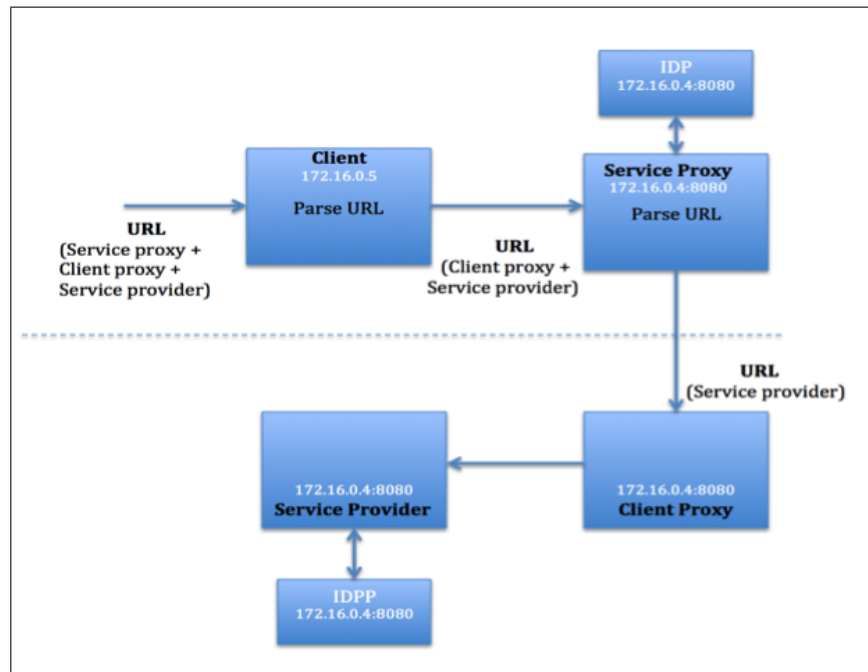 IDP
172.16.0.4:8080
Client
172.16.0.5
Parse URL
Service Proxy
172.16.0.4:8080
Parse URL
URL
(Service proxy +
Client proxy +
Service provider)
URL
(Client proxy +
Service provider)
URL
(Service provider)
172.16.0.4:8080
Service Provider
172.16.0.4:8080
Client Proxy
IDPP
172.16.0.4:8080